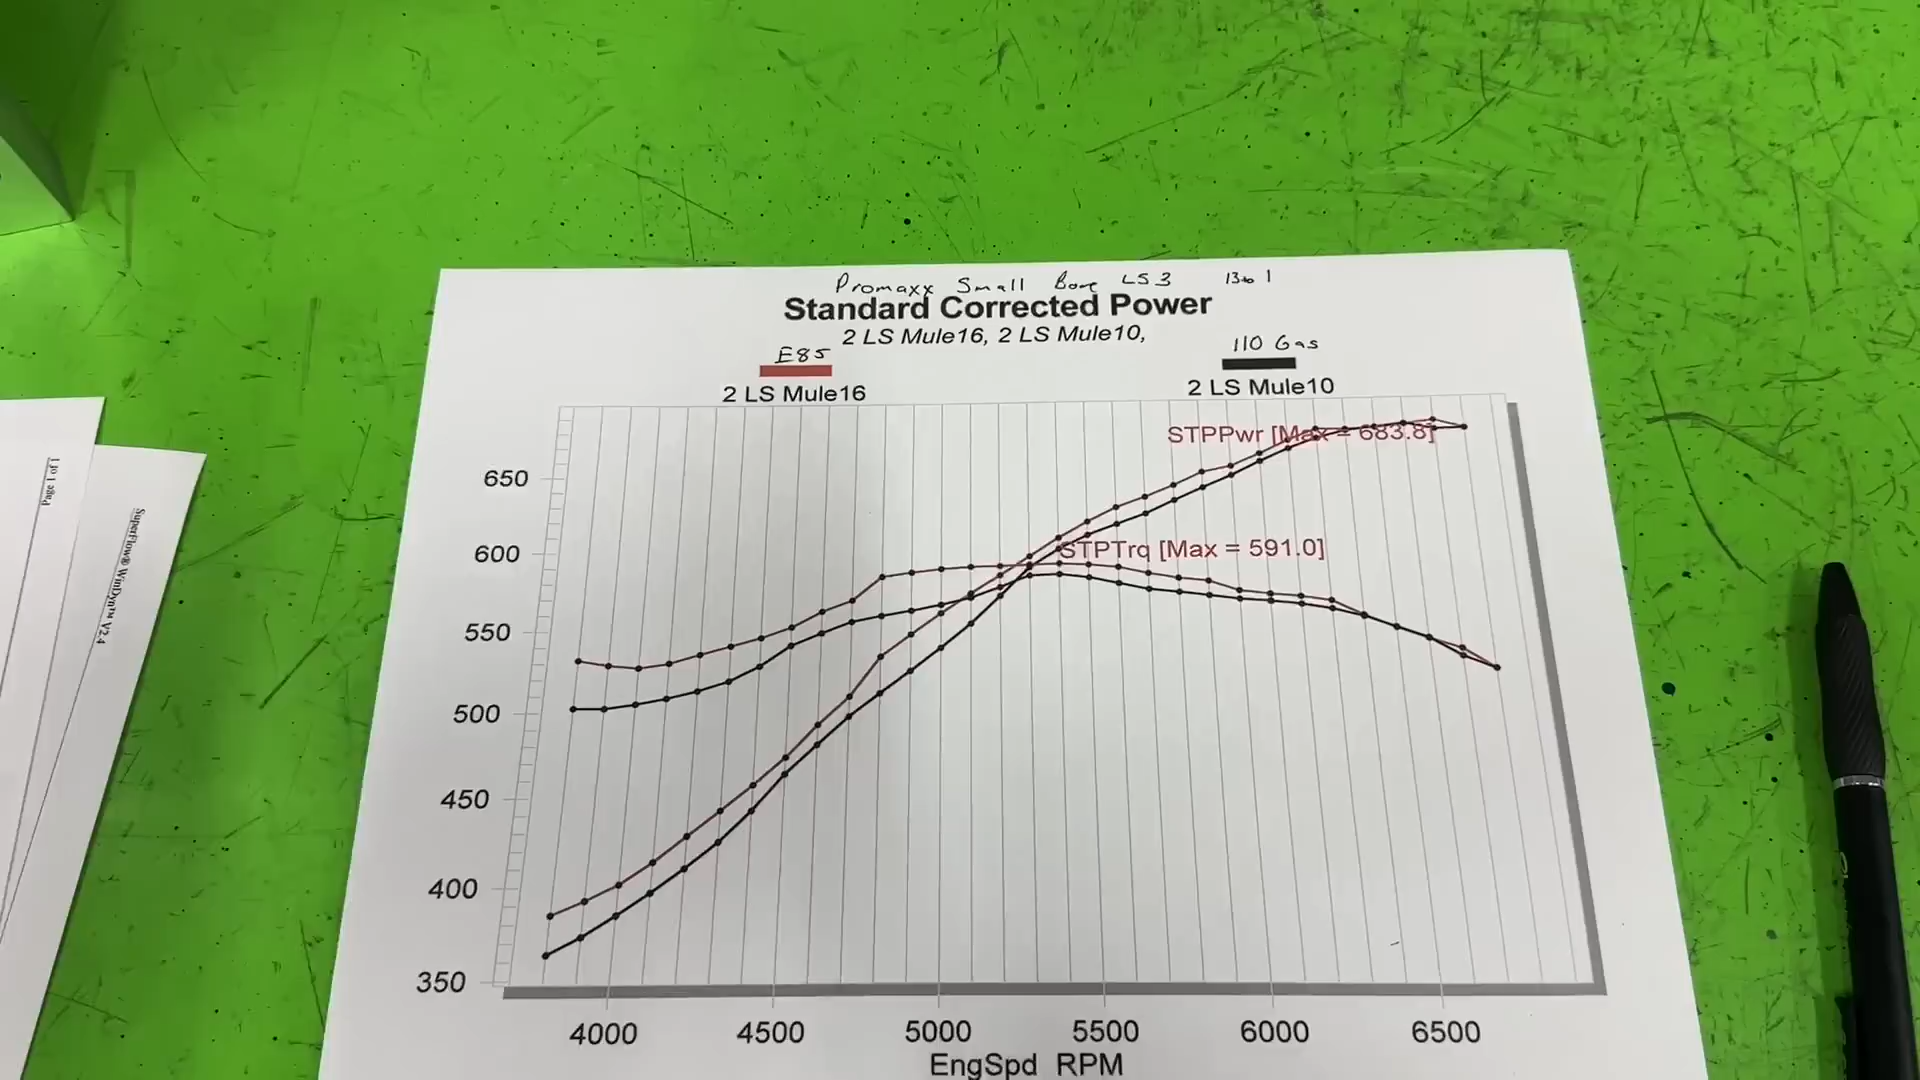 Promaxx Small Bore LS3 13to 1
Standard Corrected Power
2 LS Mule16, 2 LS Mule10,
E85
110 Gas
2 LS Mule16
2 LS Mule10
STPPwr [Max = 683.8]
STPTrq [Max = 591.0]
650
600
550
500
450
400
350
4000 4500 5000 5500 6000 6500
EngSpd RPM
Page 1 of 1
SuperFlow® WinDyn™ V2.4